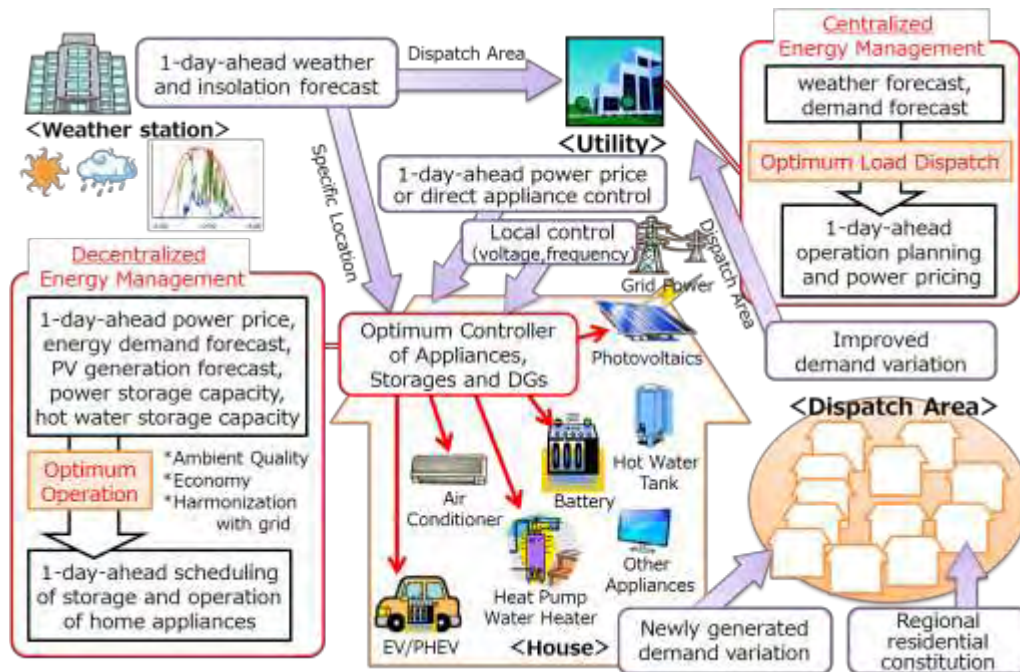 1-day-ahead weather
and insolation forecast
Dispatch Area
<Weather station>
Specific Location
<Utility>
Centralized
Energy Management
weather forecast,
demand forecast
Optimum Load Dispatch
1-day-ahead
operation planning
and power pricing
1-day-ahead power price
or direct appliance control
Local control
(voltage,frequency)
Grid Power
Dispatch Area
Improved
demand variation
Decentralized
Energy Management
1-day-ahead power price,
energy demand forecast,
PV generation forecast,
power storage capacity,
hot water storage capacity
Optimum
Operation
*Ambient Quality
*Economy
*Harmonization
with grid
1-day-ahead scheduling
of storage and operation
of home appliances
Optimum Controller
of Appliances,
Storages and DGs
Photovoltaics
Air
Conditioner
Battery
Hot Water
Tank
Heat Pump
Water Heater
Other
Appliances
EV/PHEV
<House>
<Dispatch Area>
Newly generated
demand variation
Regional
residential
constitution